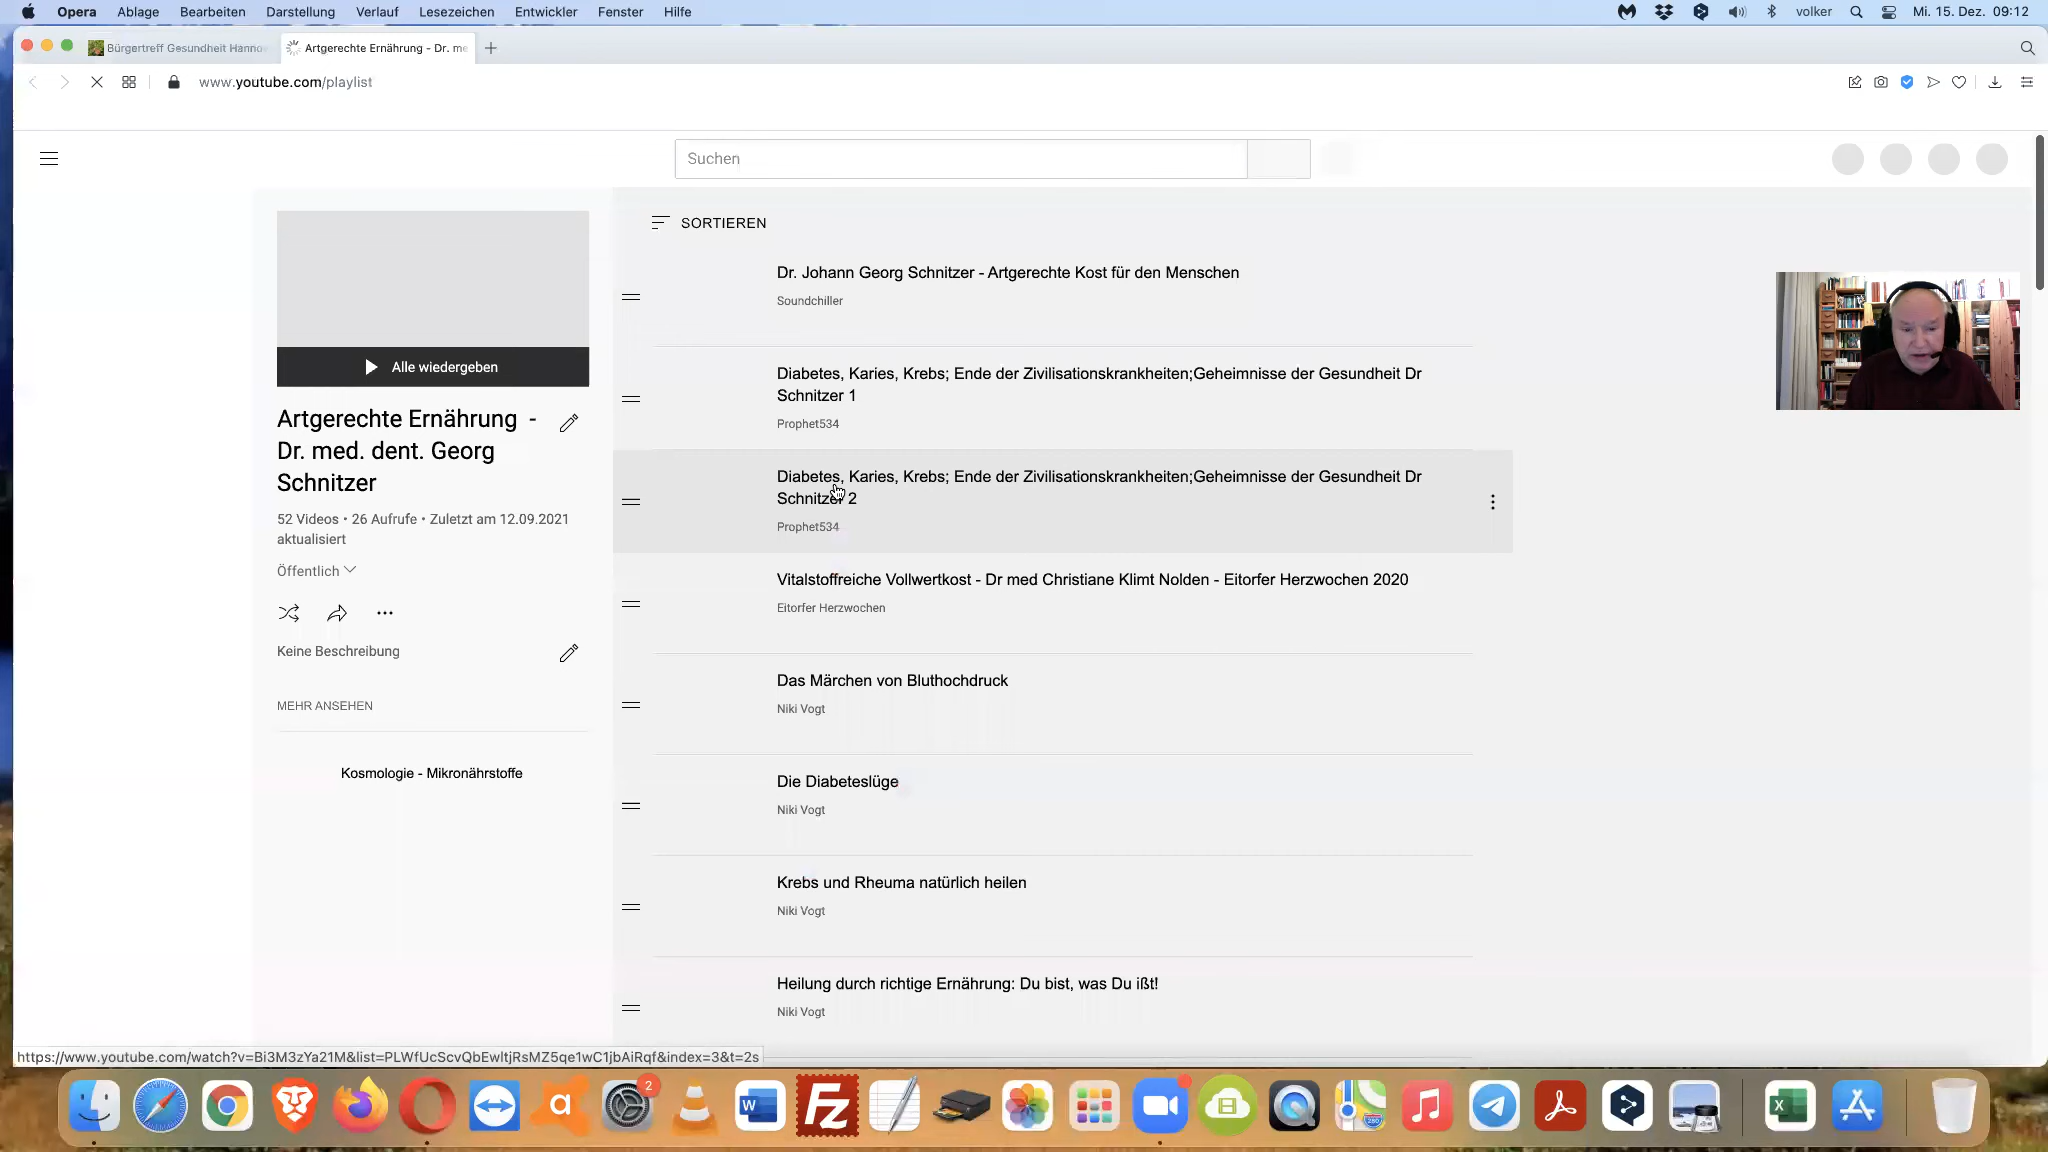 Opera Ablage Bearbeiten Darstellung Verlauf Lesezeichen Entwickler Fenster Hilfe
volker Mi. 15. Dez. 09:12
Bürgertreff Gesundheit Hanno
Artgerechte Ernährung - Dr. me
www.youtube.com/playlist
Suchen
SORTIEREN
Alle wiedergeben
Artgerechte Ernährung -
Dr. med. dent. Georg
Schnitzer
52 Videos • 26 Aufrufe • Zuletzt am 12.09.2021
aktualisiert
Öffentlich
Keine Beschreibung
MEHR ANSEHEN
Kosmologie - Mikronährstoffe
Dr. Johann Georg Schnitzer - Artgerechte Kost für den Menschen
Soundchiller
Diabetes, Karies, Krebs; Ende der Zivilisationskrankheiten;Geheimnisse der Gesundheit Dr
Schnitzer 1
Prophet534
Diabetes, Karies, Krebs; Ende der Zivilisationskrankheiten;Geheimnisse der Gesundheit Dr
Schnitzer 2
Prophet534
Vitalstoffreiche Vollwertkost - Dr med Christiane Klimt Nolden - Eitorfer Herzwochen 2020
Eitorfer Herzwochen
Das Märchen von Bluthochdruck
Niki Vogt
Die Diabeteslüge
Niki Vogt
Krebs und Rheuma natürlich heilen
Niki Vogt
Heilung durch richtige Ernährung: Du bist, was Du ißt!
Niki Vogt
https://www.youtube.com/watch?v=Bi3M3zYa21M&list=PLWfUcScvQbEwltjRsMZ5qe1wC1jbAiRqf&index=3&t=2s
2
a
W
Fz
280
X